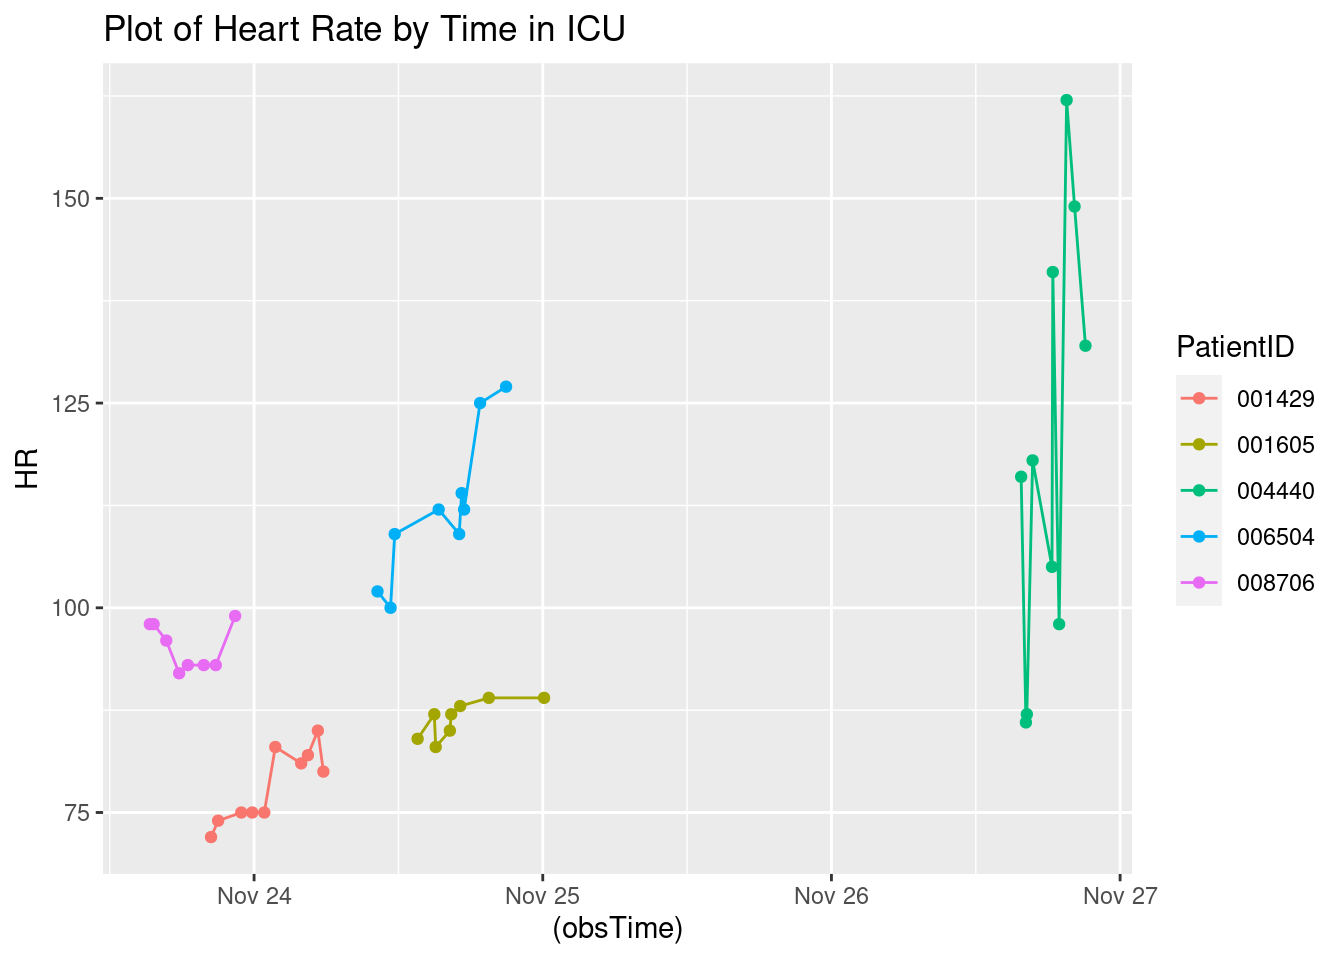 Plot of Heart Rate by Time in ICU
150
125
100
75
HR
Nov 24
Nov 25
Nov 26
Nov 27
(obsTime)
PatientID
001429
001605
004440
006504
008706